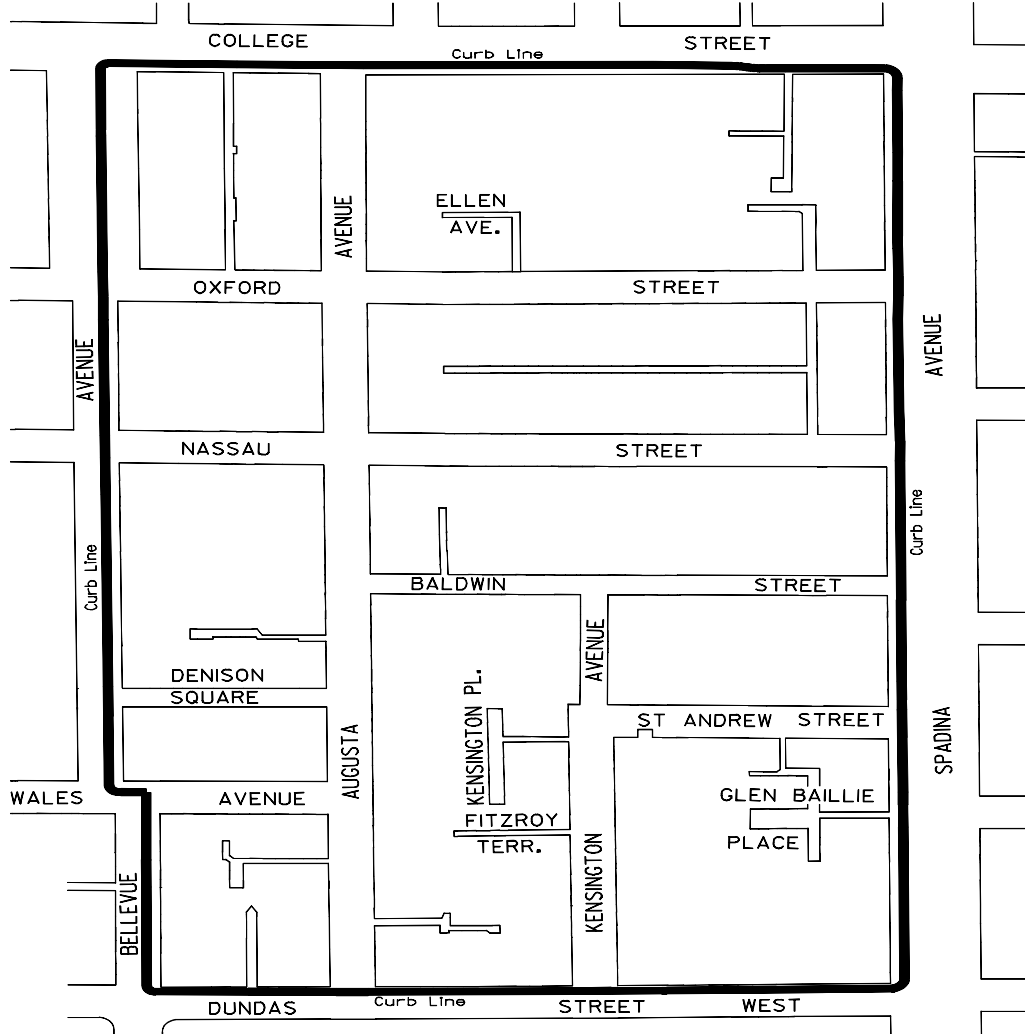 COLLEGE STREET
Curb Line
ELLEN
AVE.
AVENUE
OXFORD STREET
AVENUE
AVENUE
NASSAU STREET
Curb Line
Curb Line
BALDWIN STREET
AVENUE
DENISON
SQUARE
KENSINGTON PL.
ST ANDREW STREET
SPADINA
AUGUSTA
WALES AVENUE
GLEN BAILLIE
PLACE
FITZROY
TERR.
KENSINGTON
BELLEVUE
Curb Line
DUNDAS STREET WEST